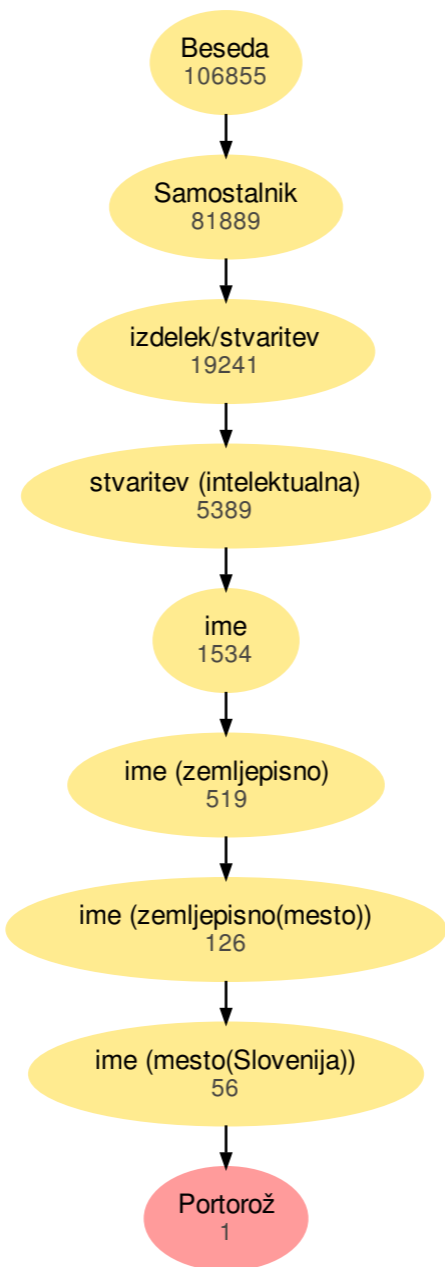 Beseda
106855
Samostalnik
81889
izdelek/stvaritev
19241
stvaritev (intelektualna)
5389
ime
1534
ime (zemljepisno)
519
ime (zemljepisno(mesto))
126
ime (mesto(Slovenija))
56
Portorož
1